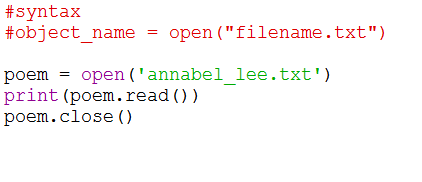 #syntax
#object_name = open("filename.txt")
poem = open('annabel_lee.txt')
print(poem.read())
poem.close()